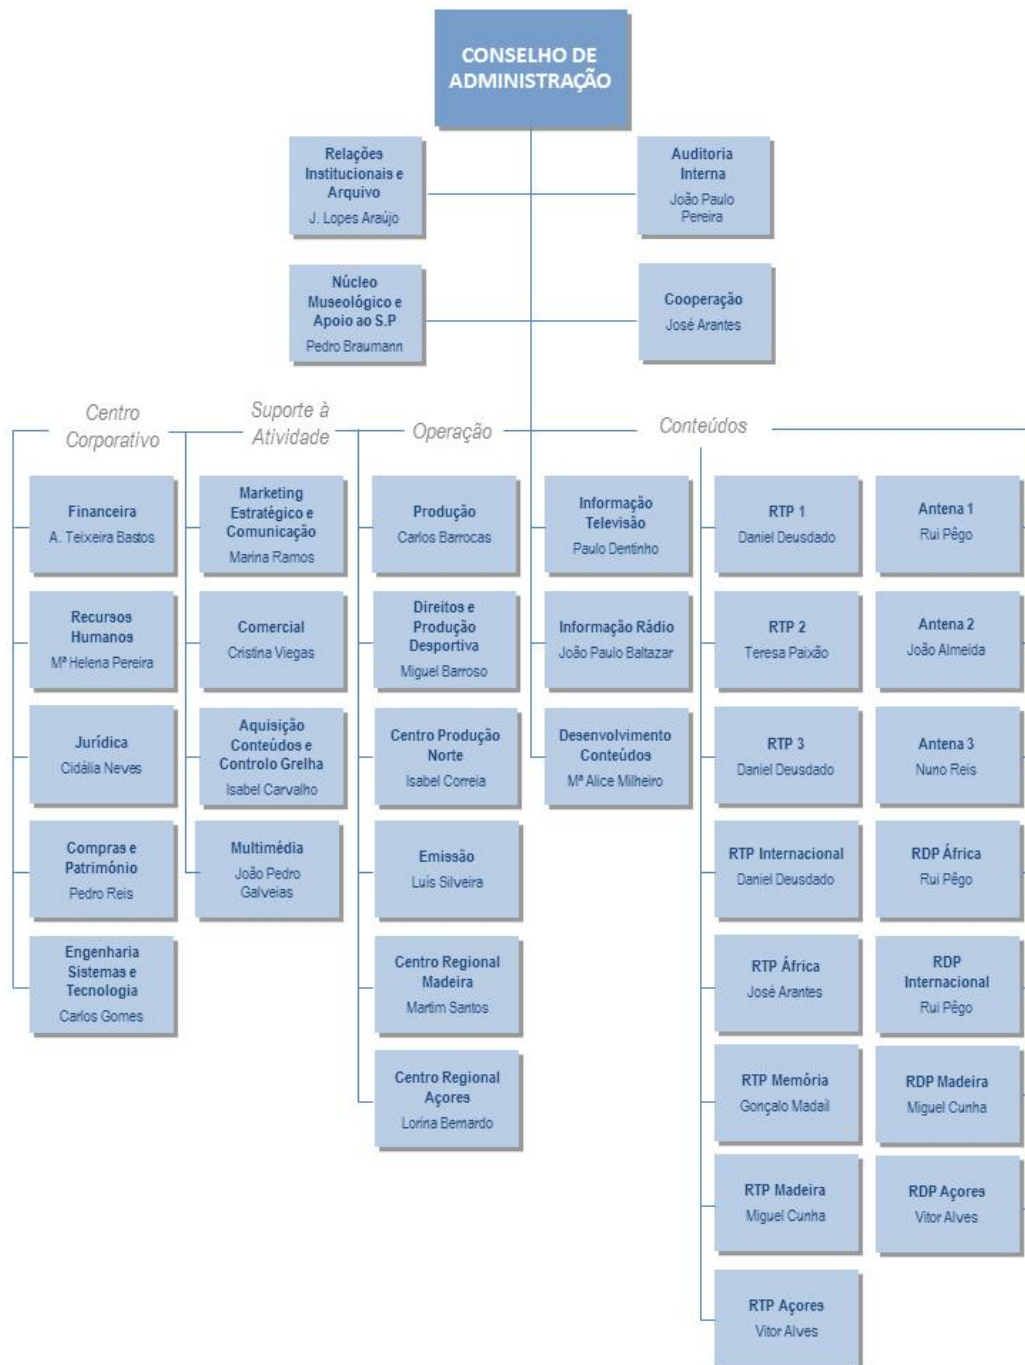 CONSELHO DE
ADMINISTRAÇÃO
Relações
Institucionais e
Arquivo
J. Lopes Araújo
Auditoria
Interna
João Paulo
Pereira
Núcleo
Museológico e
Apoio ao S.P
Pedro Braumann
Cooperação
José Arantes
Centro
Corporativo
Suporte à
Atividade
Operação
Conteúdos
Financeira
A. Teixeira Bastos
Marketing
Estratégico e
Comunicação
Marina Ramos
Produção
Carlos Barrocas
Informação
Televisão
Paulo Dentinho
RTP 1
Daniel Deusdado
Antena 1
Rui Pêgo
Recursos
Humanos
Mª Helena Pereira
Comercial
Cristina Viegas
Direitos e
Produção
Desportiva
Miguel Barroso
Informação Rádio
João Paulo Baltazar
RTP 2
Teresa Paixão
Antena 2
João Almeida
Jurídica
Cidália Neves
Aquisição
Conteúdos e
Controlo Grelha
Isabel Carvalho
Centro Produção
Norte
Isabel Correia
Desenvolvimento
Conteúdos
Mª Alice Milheiro
RTP 3
Daniel Deusdado
Antena 3
Nuno Reis
Compras e
Património
Pedro Reis
Multimédia
João Pedro
Galveias
Emissão
Luís Silveira
RTP Internacional
Daniel Deusdado
RDP África
Rui Pêgo
Engenharia
Sistemas e
Tecnologia
Carlos Gomes
Centro Regional
Madeira
Martim Santos
RTP África
José Arantes
RDP
Internacional
Rui Pêgo
Centro Regional
Açores
Lorina Bernardo
RTP Memória
Gonçalo Madaíl
RDP Madeira
Miguel Cunha
RTP Madeira
Miguel Cunha
RDP Açores
Vitor Alves
RTP Açores
Vitor Alves